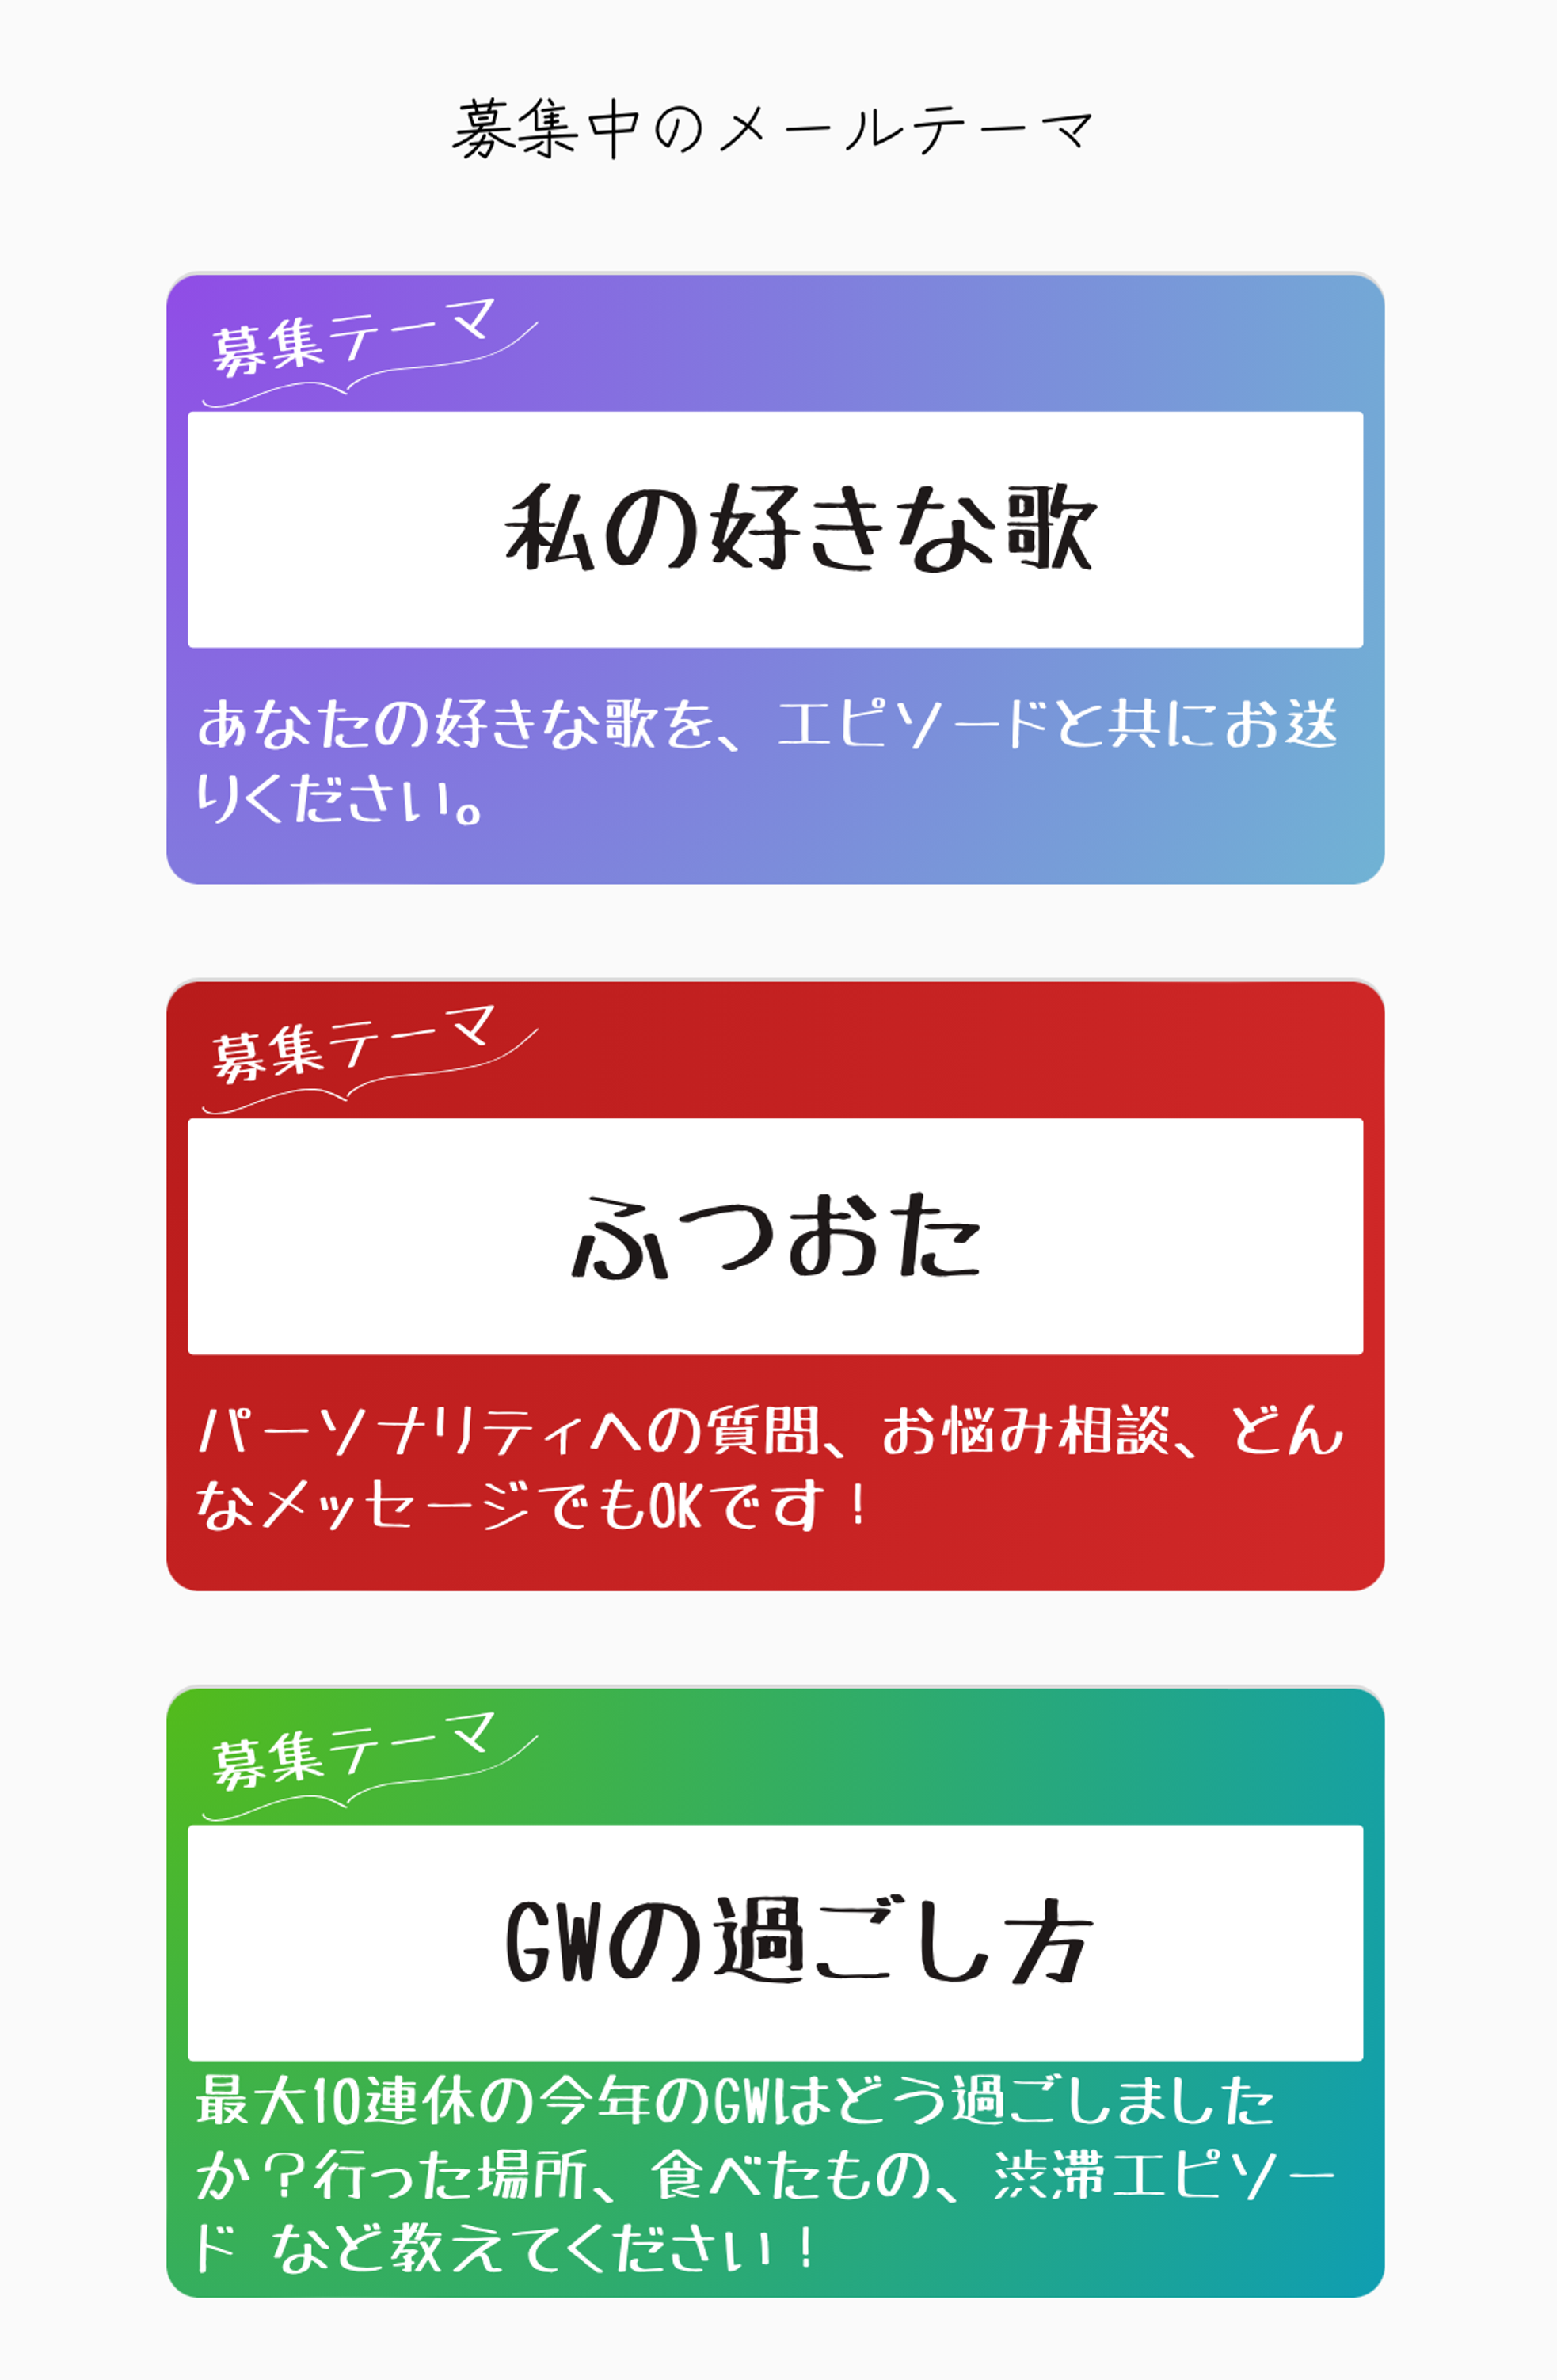 募集中のメールテーマ
募集テーマ
私の好きな歌
あなたの好きな歌を、エピソードと共にお送
りください。
募集テーマ
ふつおた
パーソナリティへの質問、お悩み相談、どん
なメッセージでもOKです！
募集テーマ
GWの過ごし方
最大10連休の今年のGWはどう過ごしました
か？行った場所、食べたもの、渋滞エピソー
ド など教えてください！